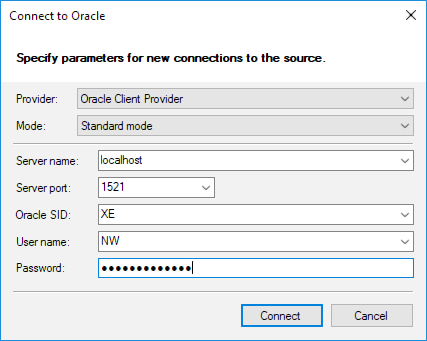 Connect to Oracle
Specify parameters for new connections to the source.
Provider: Oracle Client Provider
Mode: Standard mode
Server name: localhost
Server port: 1521
Oracle SID: XE
User name: NW
Password: ●●●●●●●●●●●●●
Connect Cancel